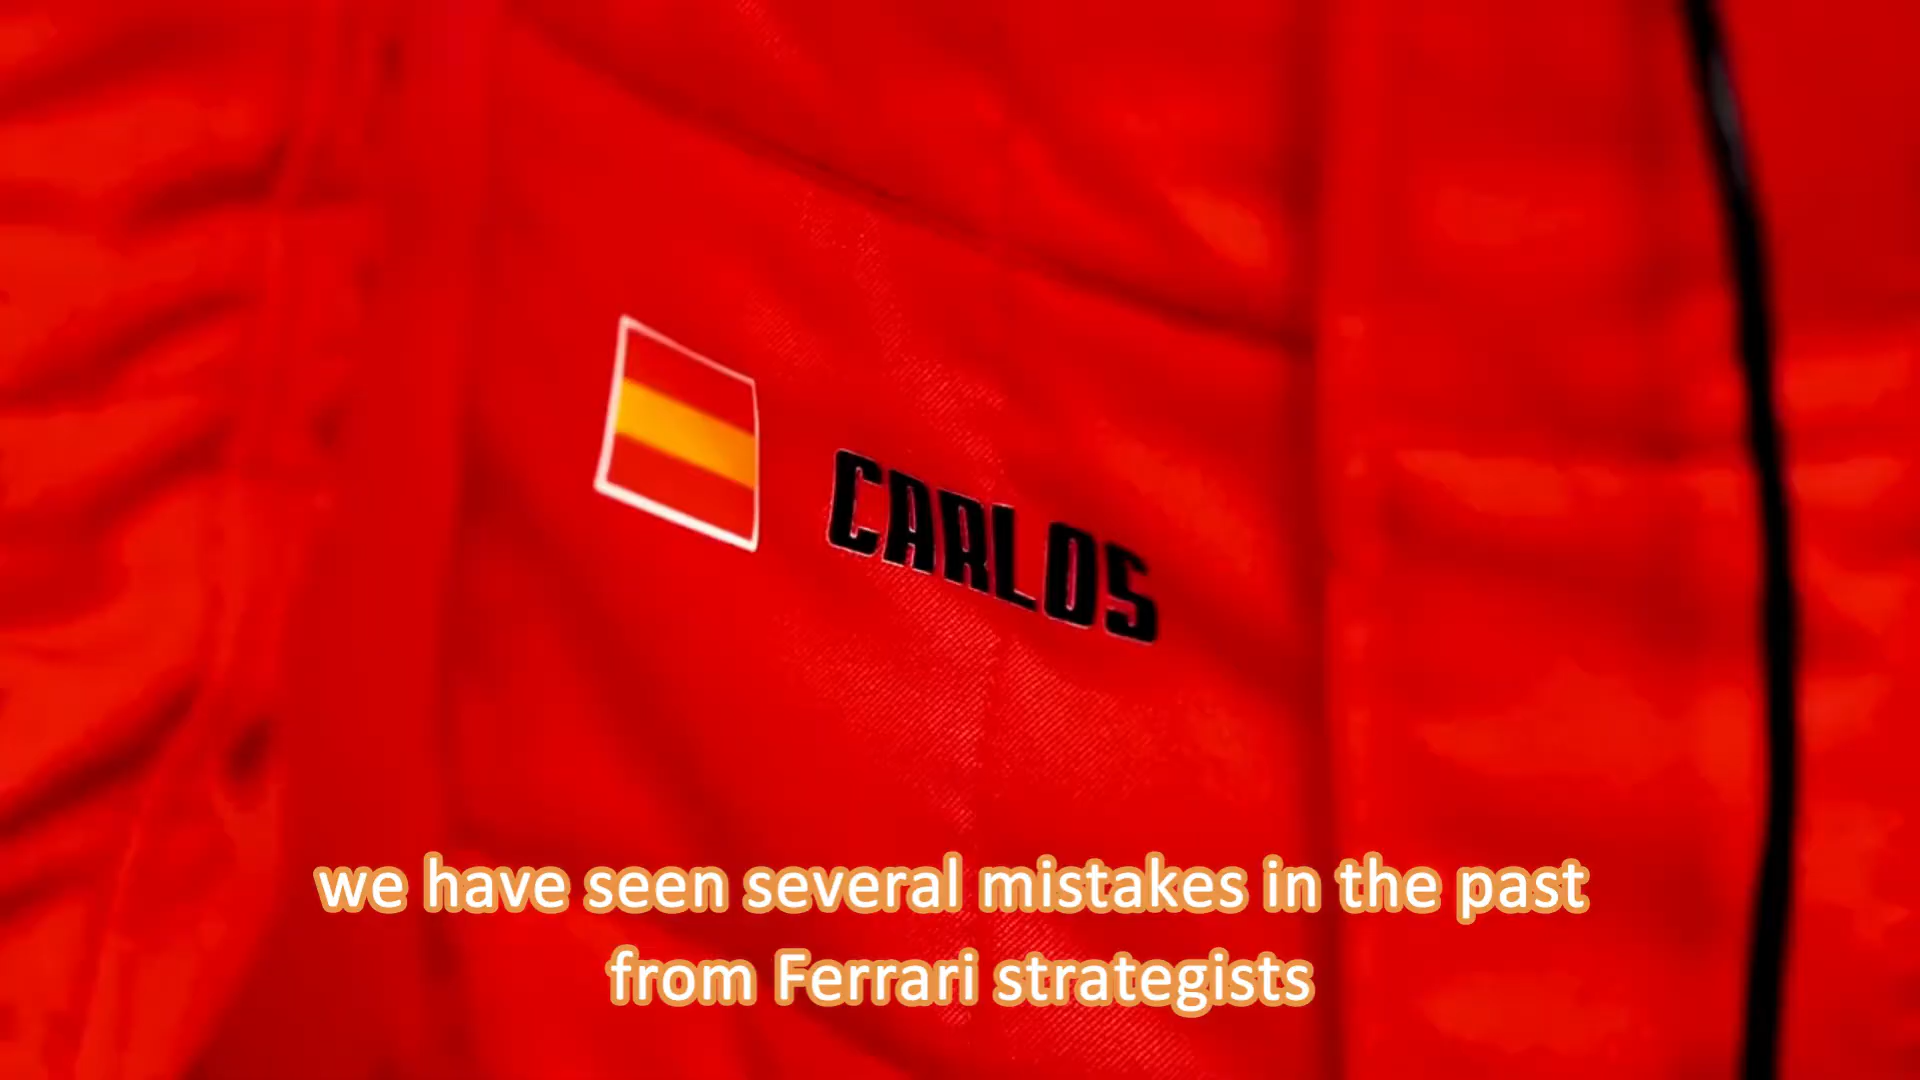 CARLOS
we have seen several mistakes in the past
from Ferrari strategists